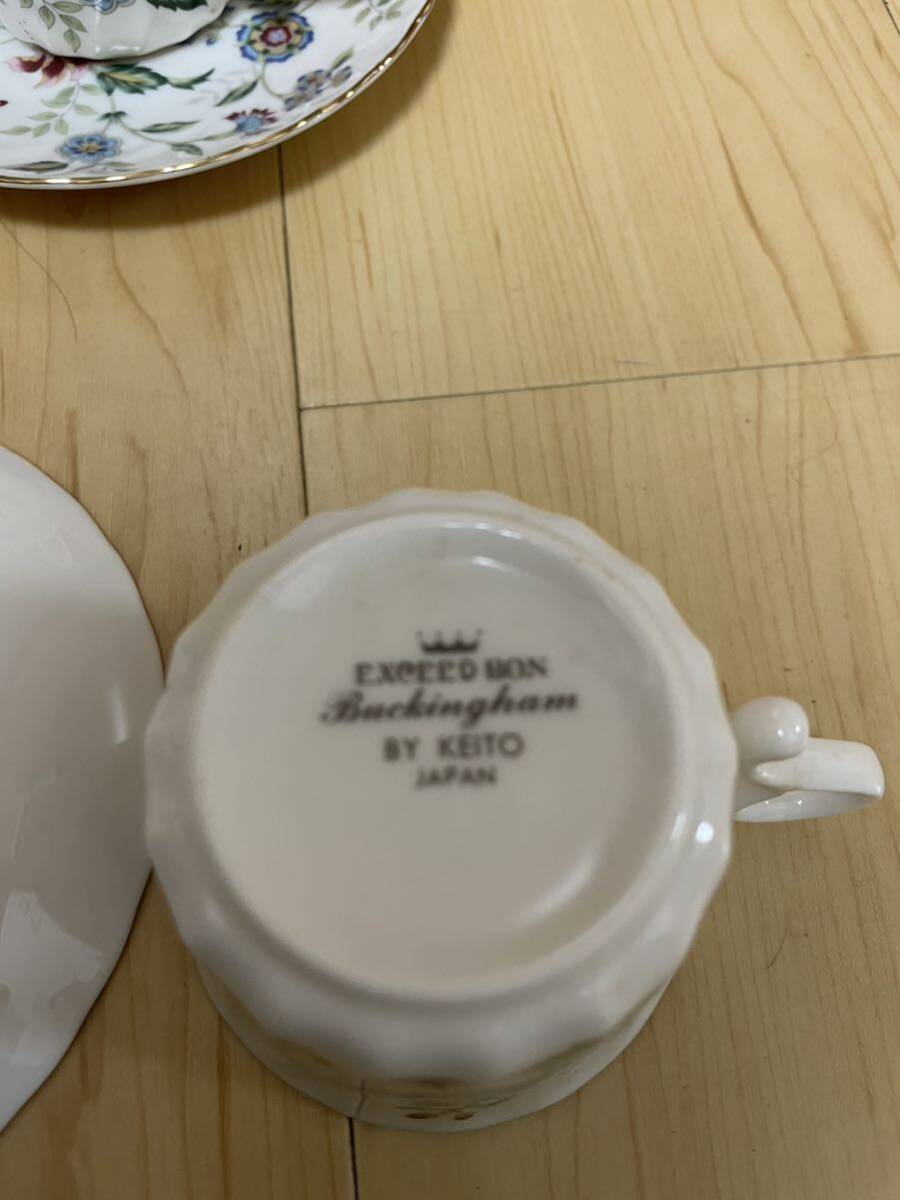 EXCEED BON
Buckingham
BY KEITO
JAPAN